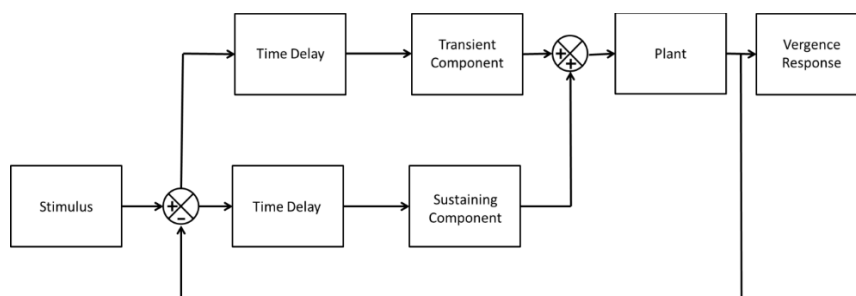 Time Delay
Transient
Component
+
+
Plant
Vergence
Response
Stimulus
+
−
Time Delay
Sustaining
Component